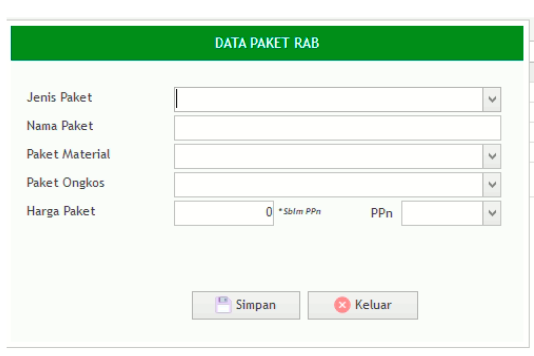 DATA PAKET RAB
Jenis Paket
Nama Paket
Paket Material
Paket Ongkos
Harga Paket 0 *Sblm PPn PPn
Simpan Keluar